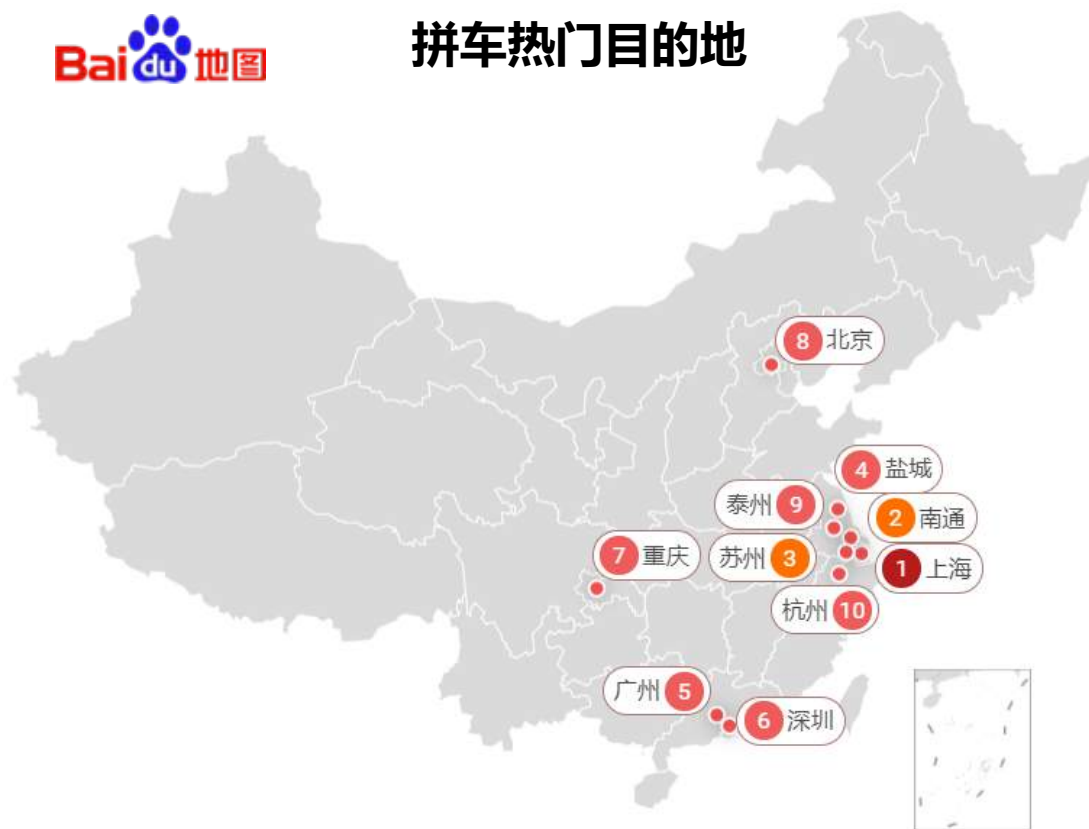 Baidu地图
拼车热门目的地
8 北京
4 盐城
泰州 9
2 南通
7 重庆
苏州 3
1 上海
杭州 10
广州 5
6 深圳